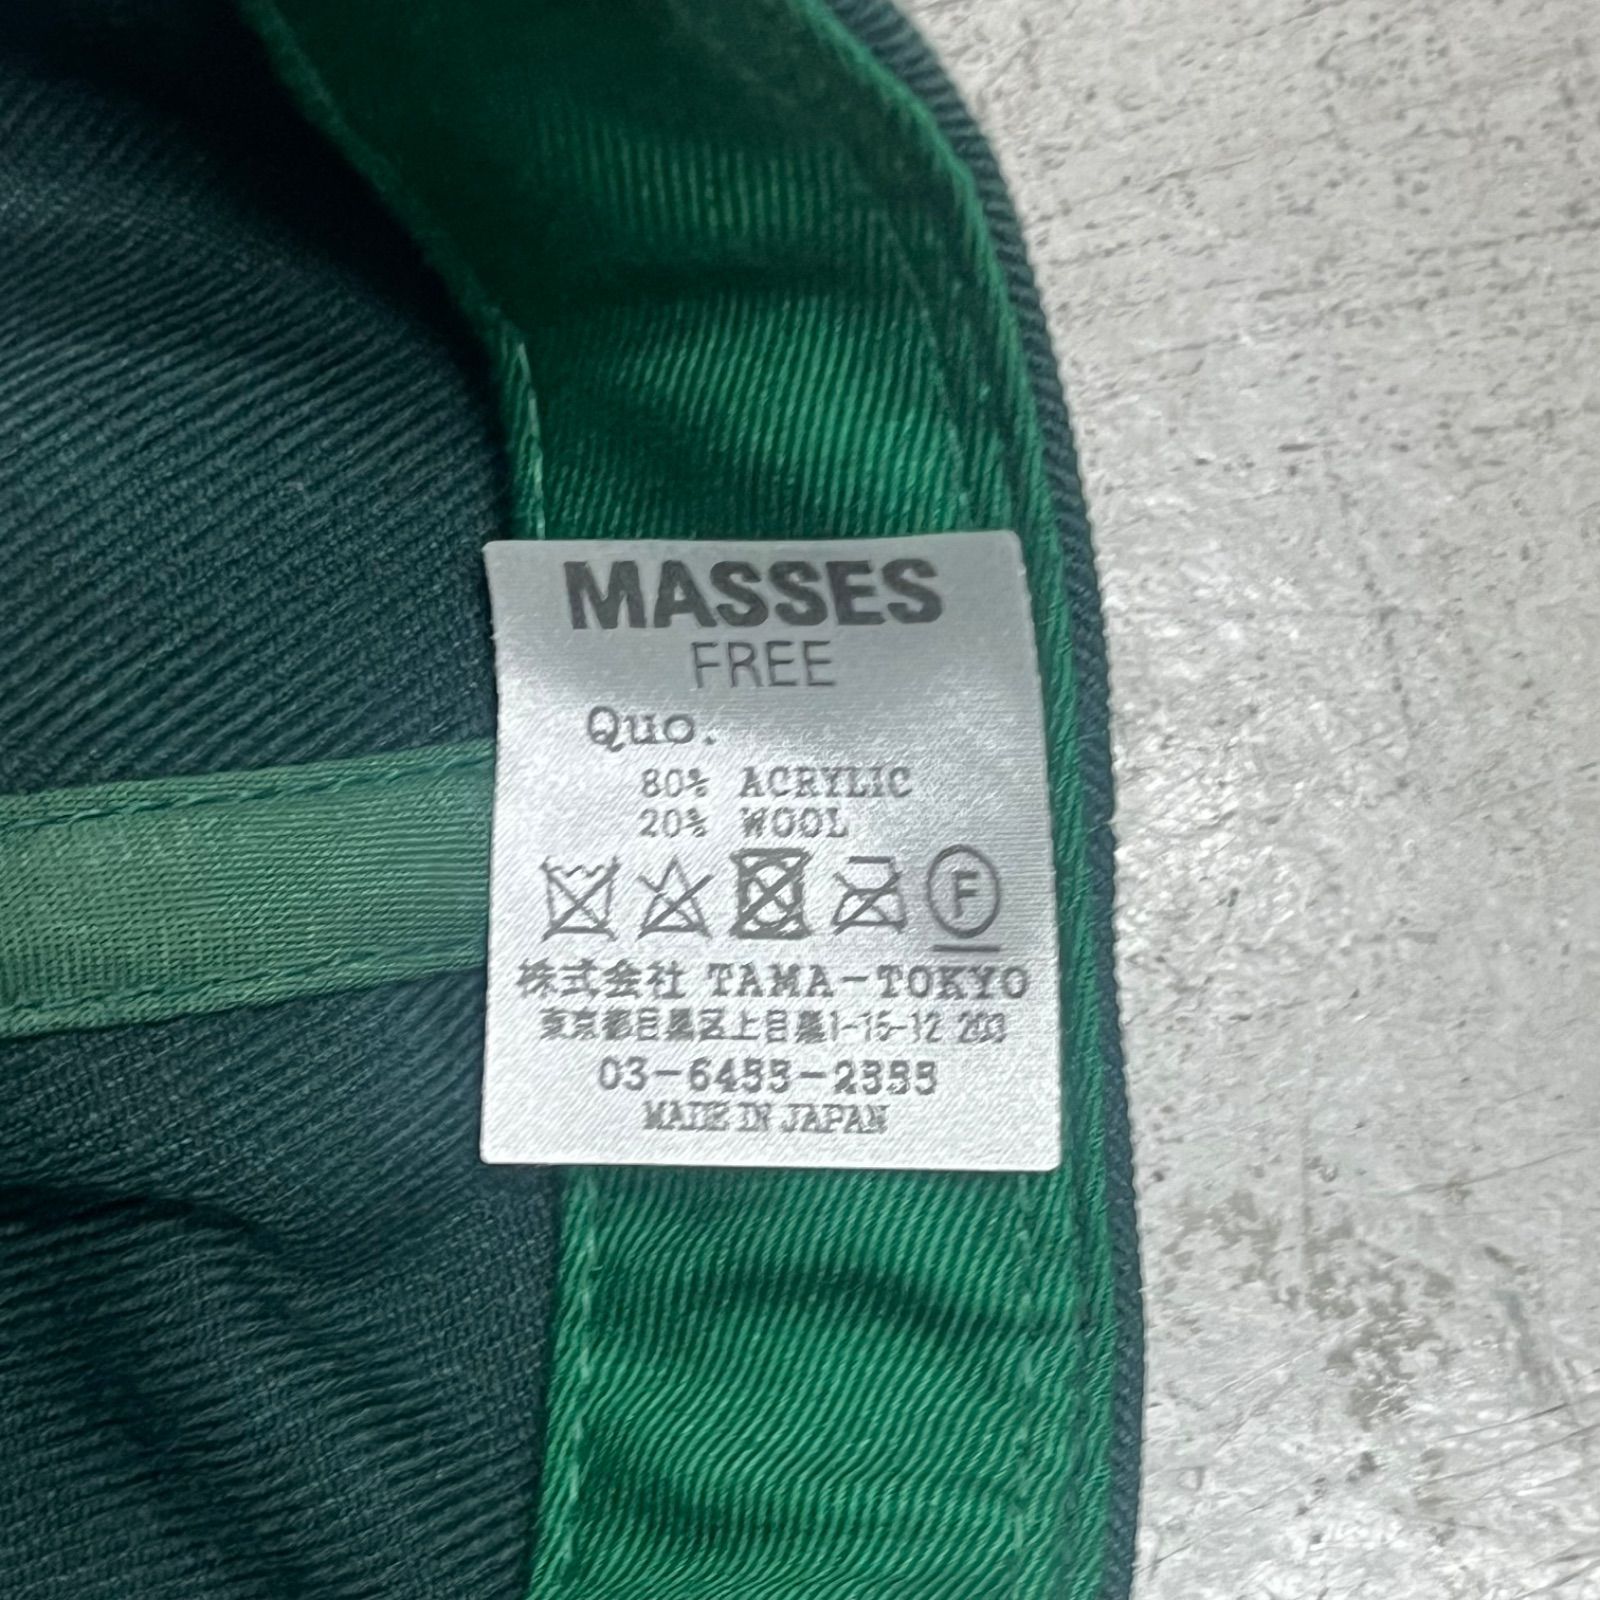 MASSES
FREE
Quo.
80% ACRYLIC
20% WOOL
F
株式会社 TAMA-TOKYO
東京都目黒区上目黒1-15-12 203
03-6455-2555
MADE IN JAPAN